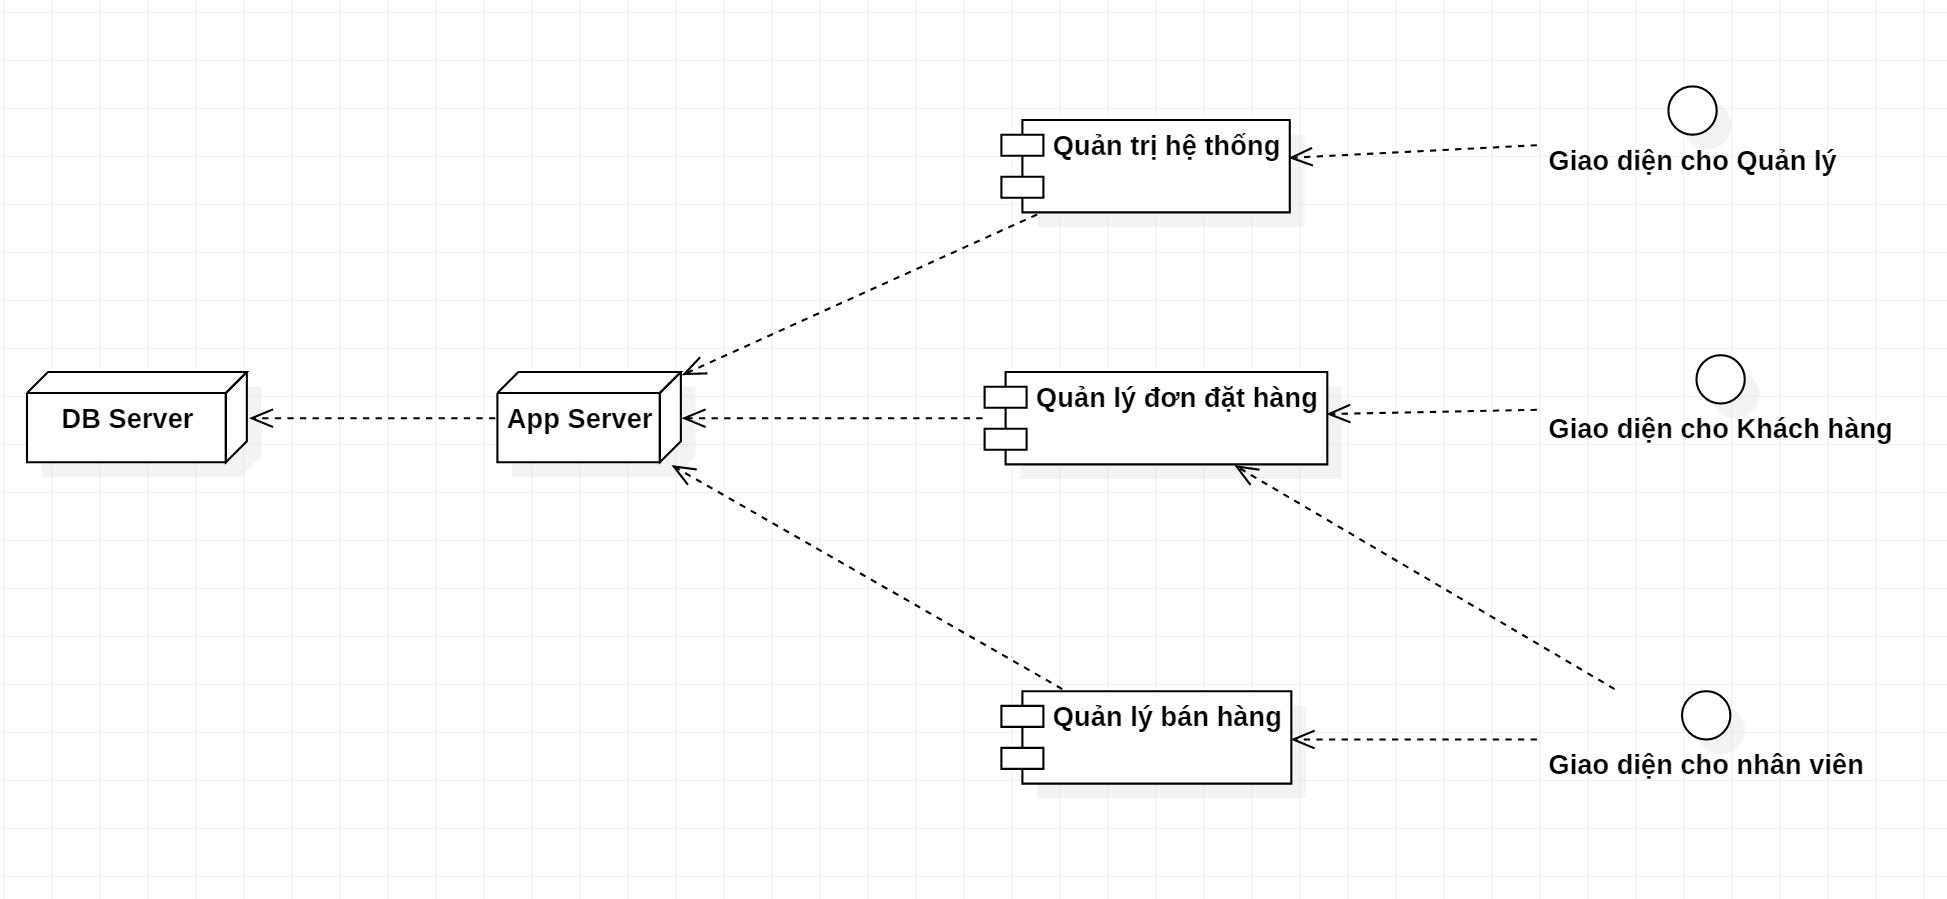 Quản trị hệ thống
Giao diện cho Quản lý
DB Server
App Server
Quản lý đơn đặt hàng
Giao diện cho Khách hàng
Quản lý bán hàng
Giao diện cho nhân viên